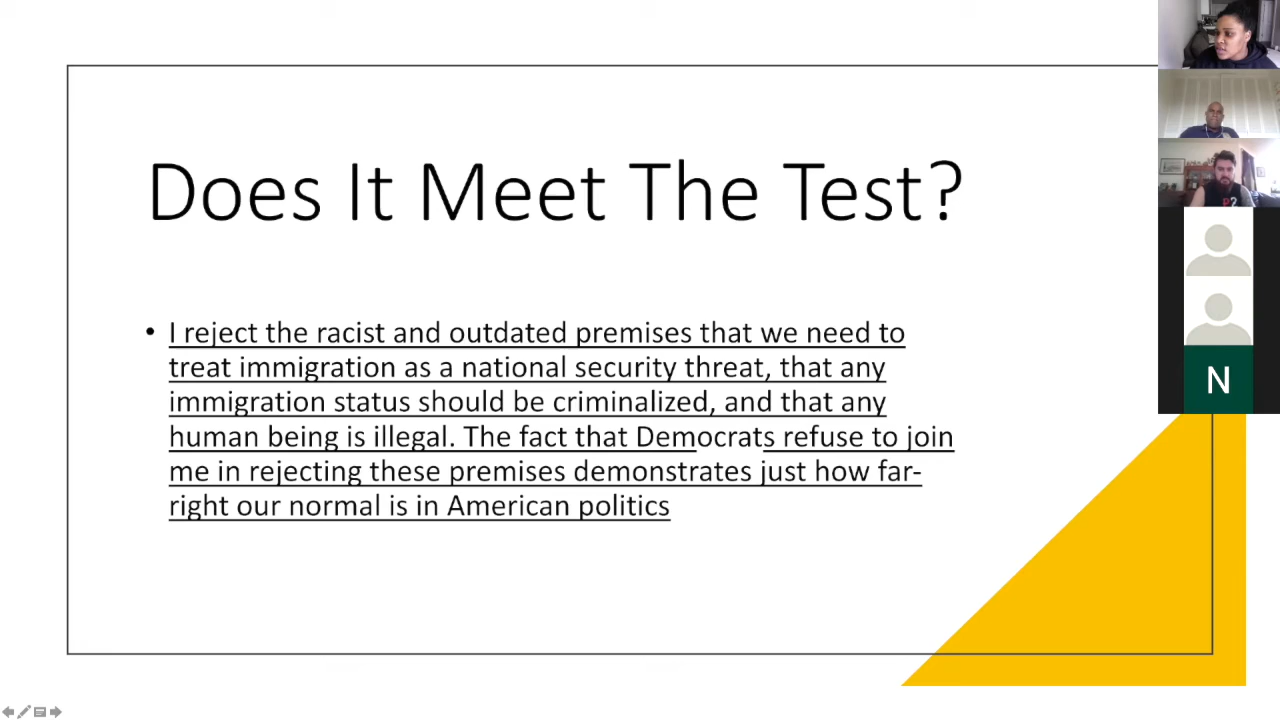 Does It Meet The Test?
• I reject the racist and outdated premises that we need to
treat immigration as a national security threat, that any
immigration status should be criminalized, and that any
human being is illegal. The fact that Democrats refuse to join
me in rejecting these premises demonstrates just how far-
right our normal is in American politics
N